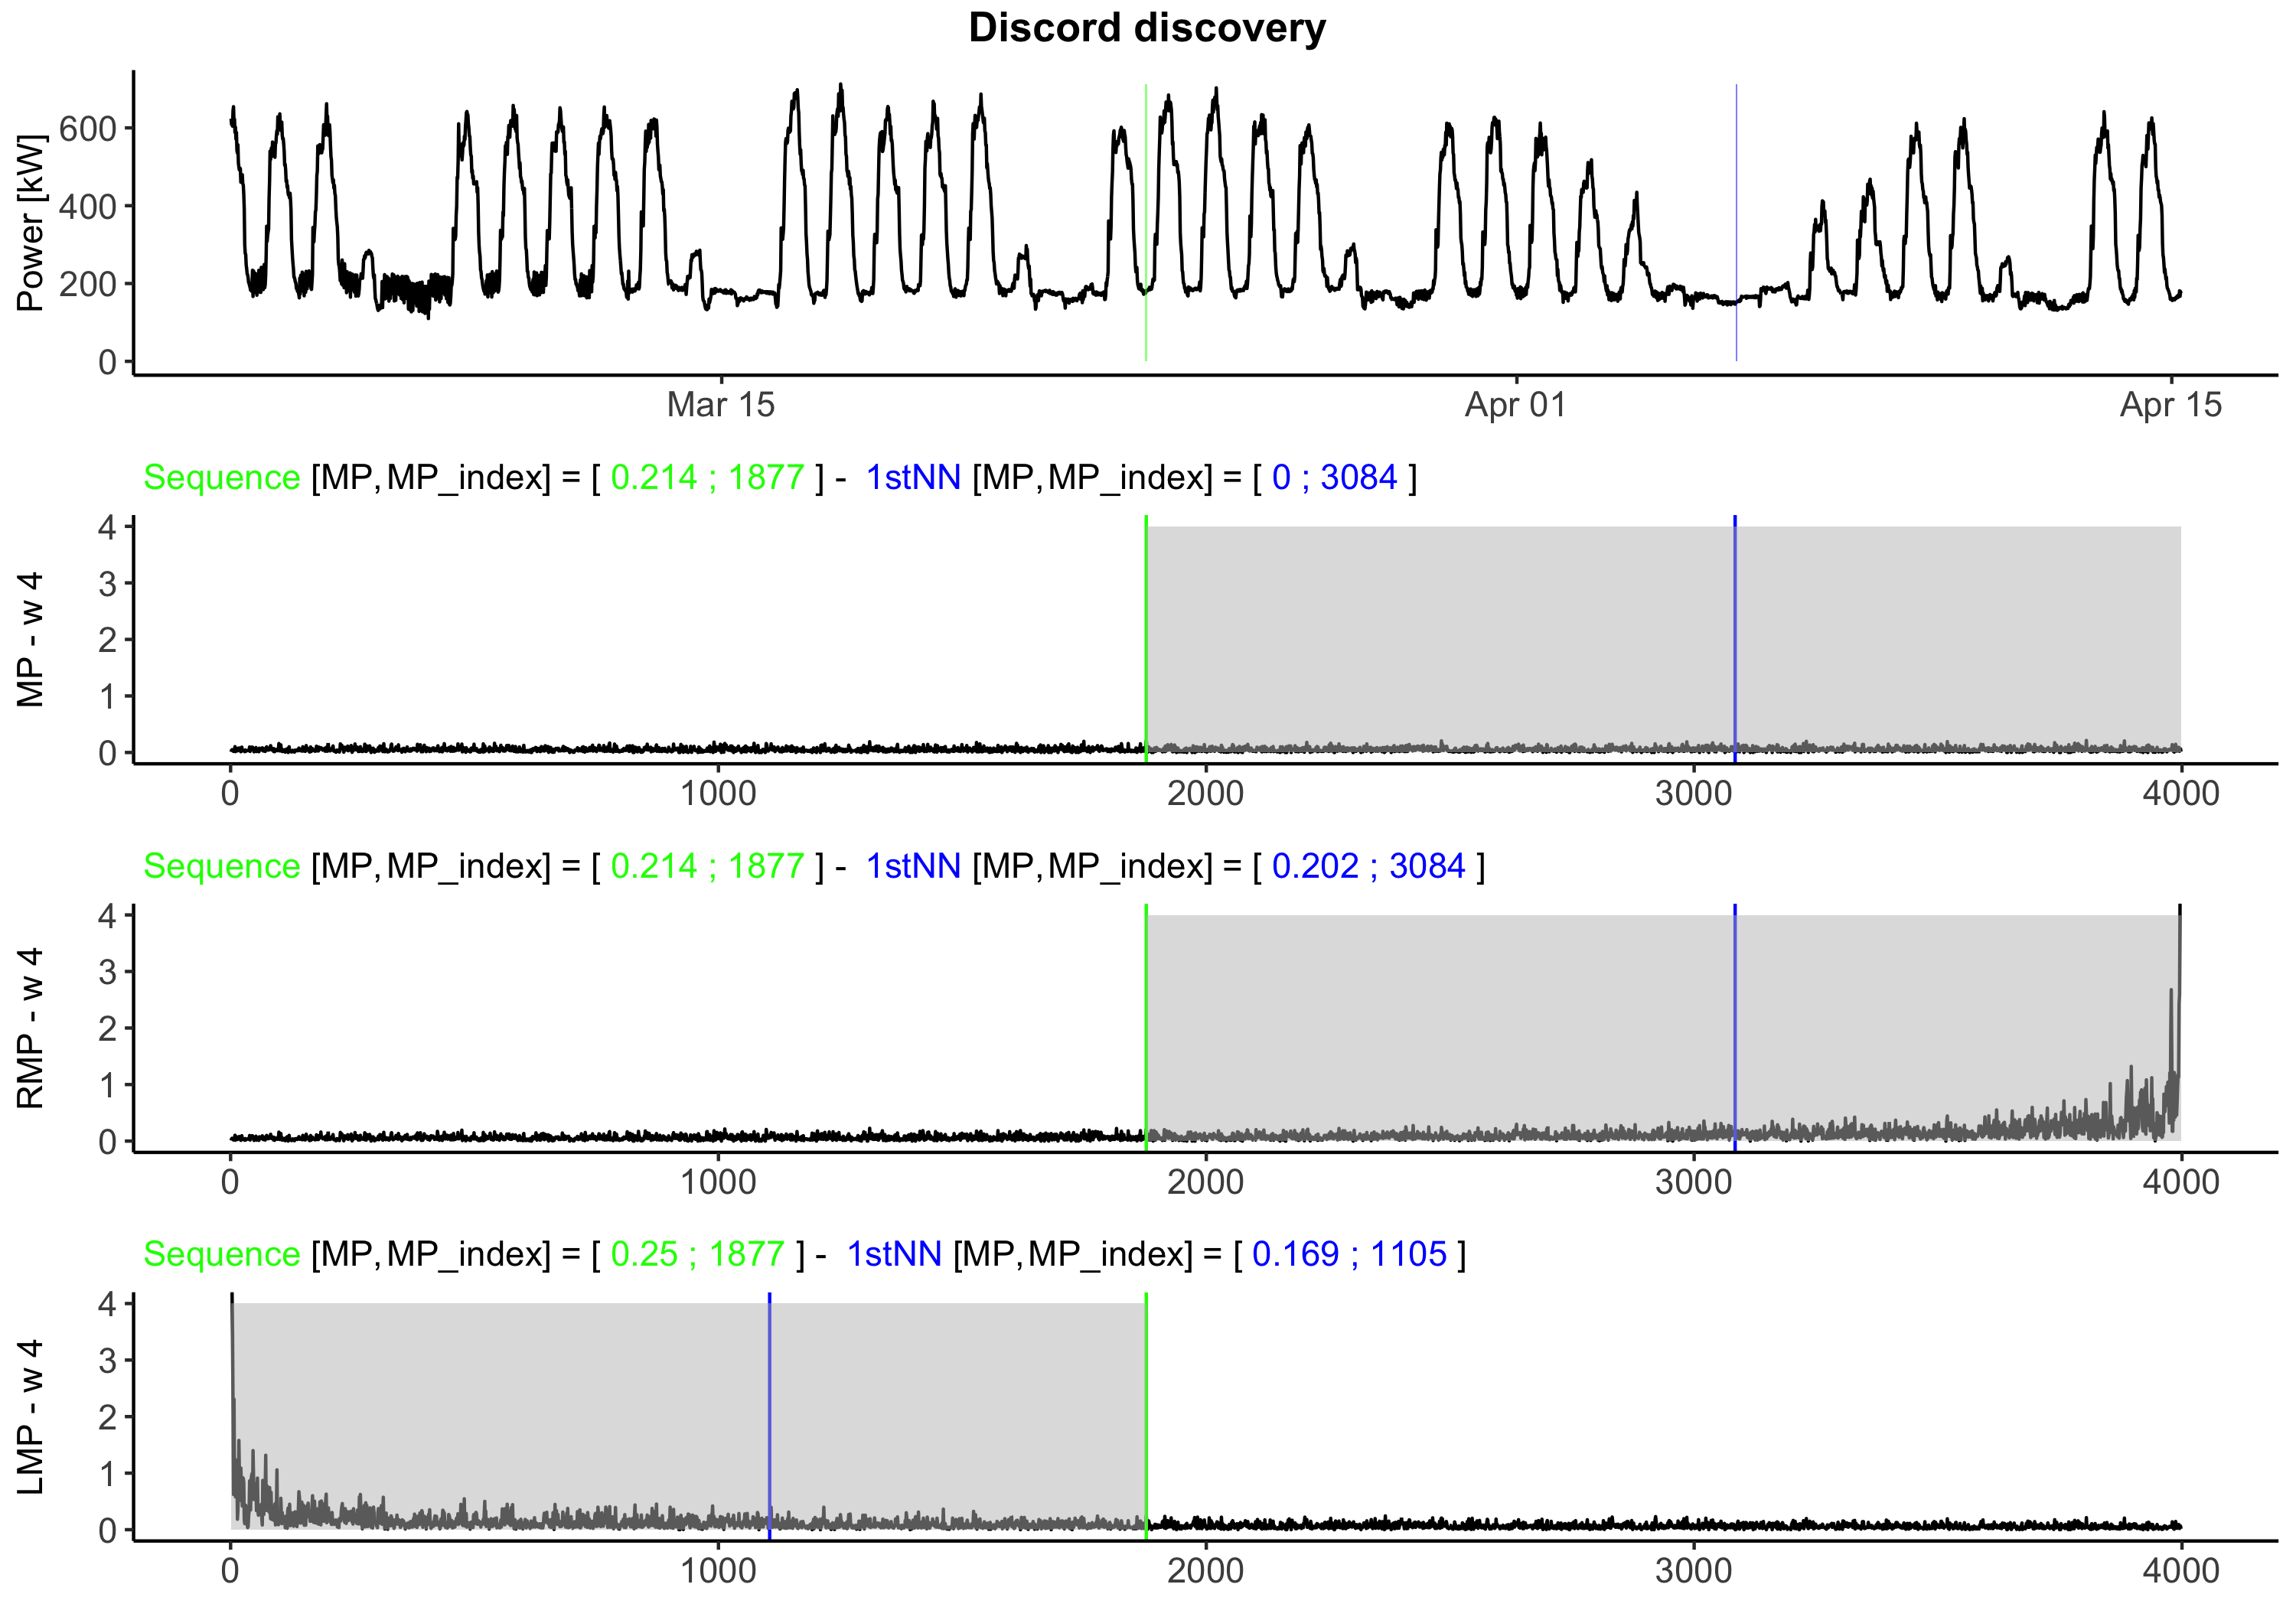 Discord discovery
Power [kW]
600
400
200
0
Mar 15 Apr 01 Apr 15
Sequence [MP, MP_index] = [ 0.214 ; 1877 ] - 1stNN [MP, MP_index] = [ 0 ; 3084 ]
MP - w 4
4
3
2
1
0
0 1000 2000 3000 4000
Sequence [MP, MP_index] = [ 0.214 ; 1877 ] - 1stNN [MP, MP_index] = [ 0.202 ; 3084 ]
RMP - w 4
4
3
2
1
0
0 1000 2000 3000 4000
Sequence [MP, MP_index] = [ 0.25 ; 1877 ] - 1stNN [MP, MP_index] = [ 0.169 ; 1105 ]
LMP - w 4
4
3
2
1
0
0 1000 2000 3000 4000